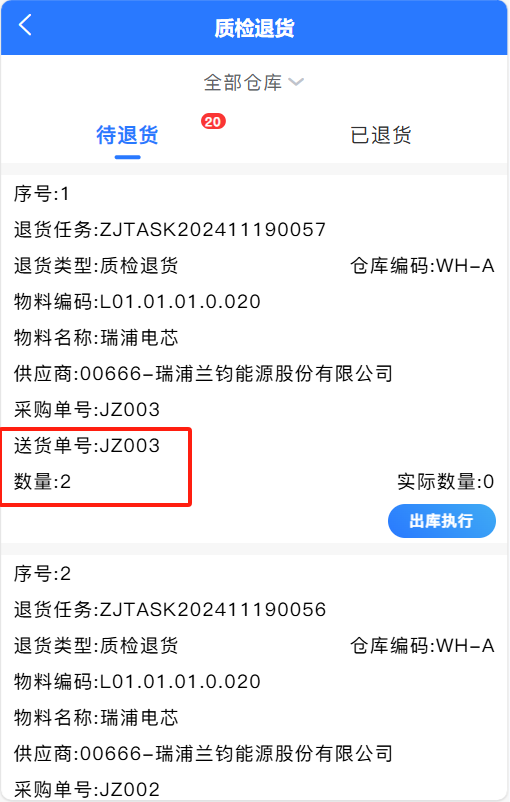 质检退货
全部仓库
待退货 20 已退货
序号:1
退货任务:ZJTASK202411190057
退货类型:质检退货 仓库编码:WH-A
物料编码:L01.01.01.0.020
物料名称:瑞浦电芯
供应商:00666-瑞浦兰钧能源股份有限公司
采购单号:JZ003
送货单号:JZ003
数量:2 实际数量:0
出库执行
序号:2
退货任务:ZJTASK202411190056
退货类型:质检退货 仓库编码:WH-A
物料编码:L01.01.01.0.020
物料名称:瑞浦电芯
供应商:00666-瑞浦兰钧能源股份有限公司
采购单号:JZ002